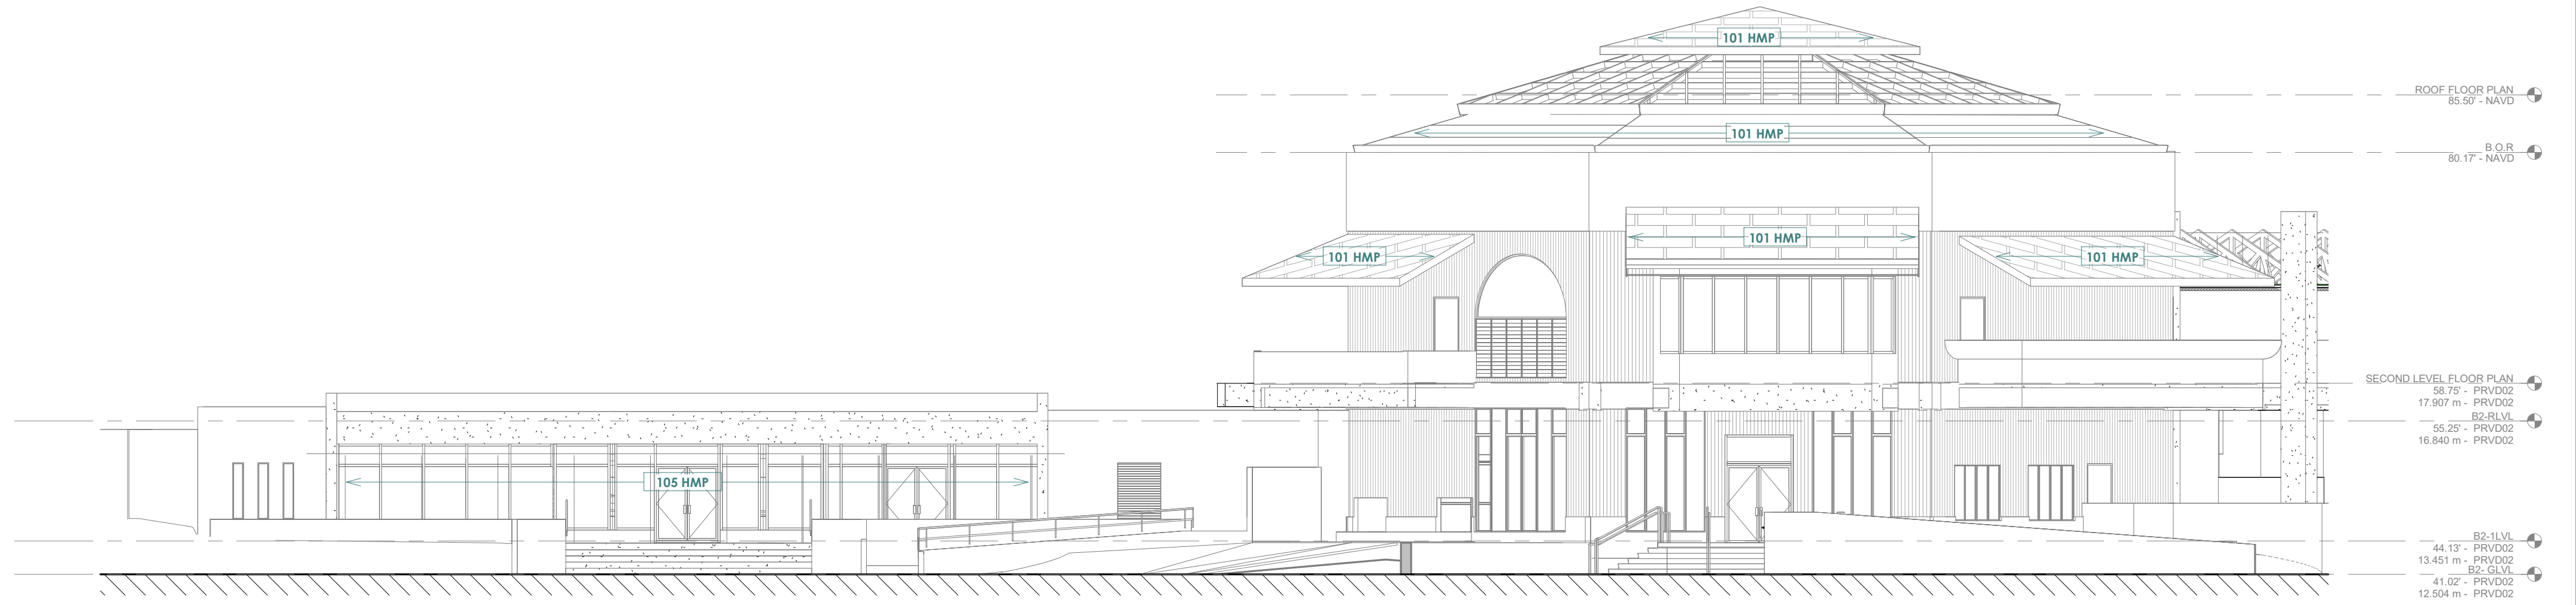 101 HMP
ROOF FLOOR PLAN
85.50' - NAVD
101 HMP
B.O.R
80.17' - NAVD
101 HMP
101 HMP
101 HMP
SECOND LEVEL FLOOR PLAN
58.75' - PRVD02
17.907 m - PRVD02
B2-RLVL
55.25' - PRVD02
16.840 m - PRVD02
105 HMP
B2-1LVL
44.13' - PRVD02
13.451 m - PRVD02
B2- GLVL
41.02' - PRVD02
12.504 m - PRVD02